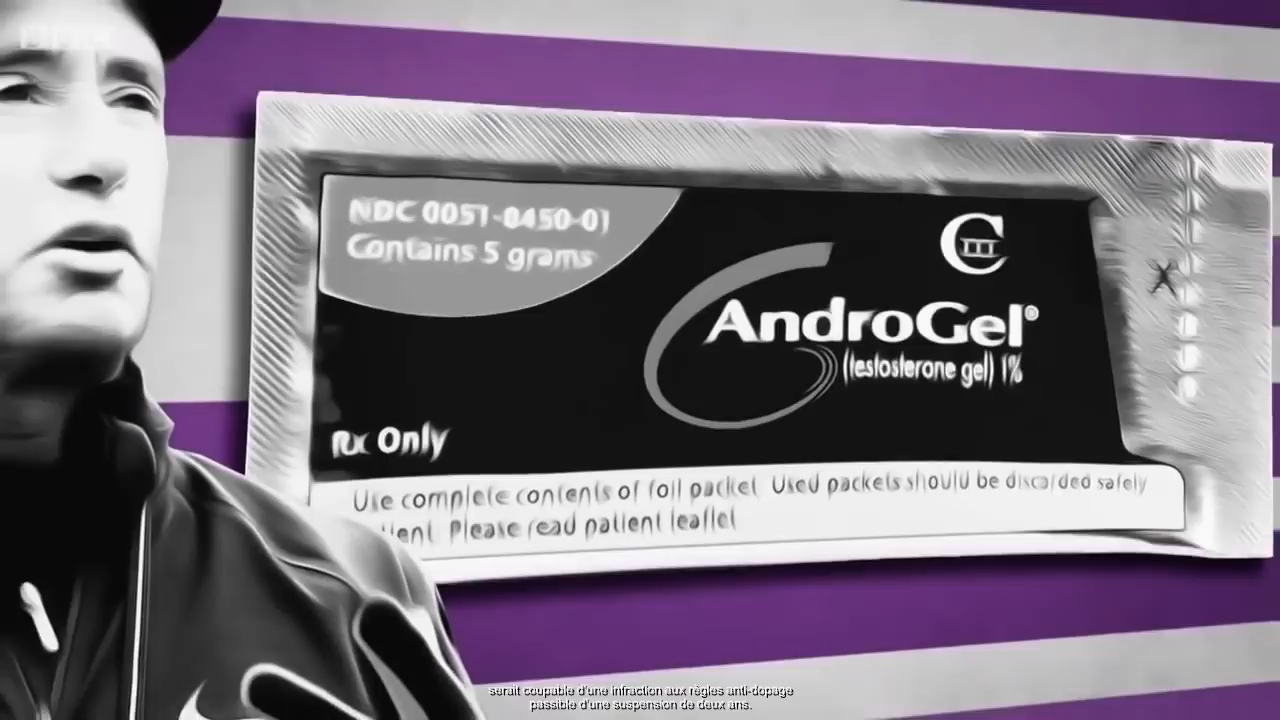 NDC 0051-8450-01
Contains 5 grams
CIII
AndroGel®
(testosterone gel) 1%
Rx Only
Use complete contents of foil packet Used packets should be discarded safely
Please read patient leaflet
serait coupable d'une infraction aux règles anti-dopage
passible d'une suspension de deux ans.